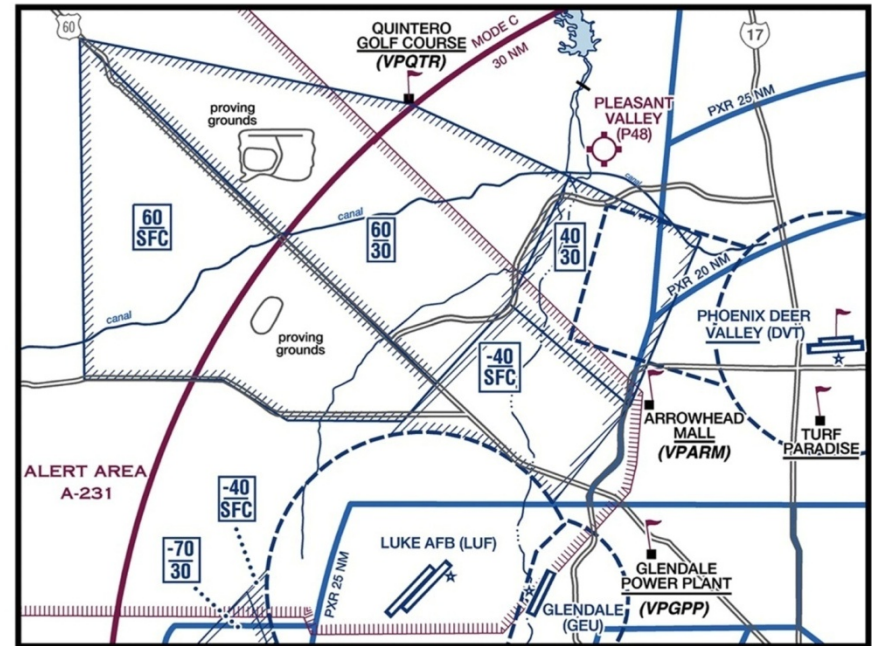 60
QUINTERO
GOLF COURSE
(VPQTR)
MODE C
30 NM
17
PXR 25 NM
PLEASANT
VALLEY
(P48)
proving
grounds
canal
canal
60
SFC
60
30
40
30
PXR 20 NM
canal
proving
grounds
-40
SFC
PHOENIX DEER
VALLEY (DVT)
ARROWHEAD
MALL
(VPARM)
TURF
PARADISE
ALERT AREA
A-231
-40
SFC
-70
30
PXR 25 NM
LUKE AFB (LUF)
GLENDALE
(GEU)
GLENDALE
POWER PLANT
(VPGPP)